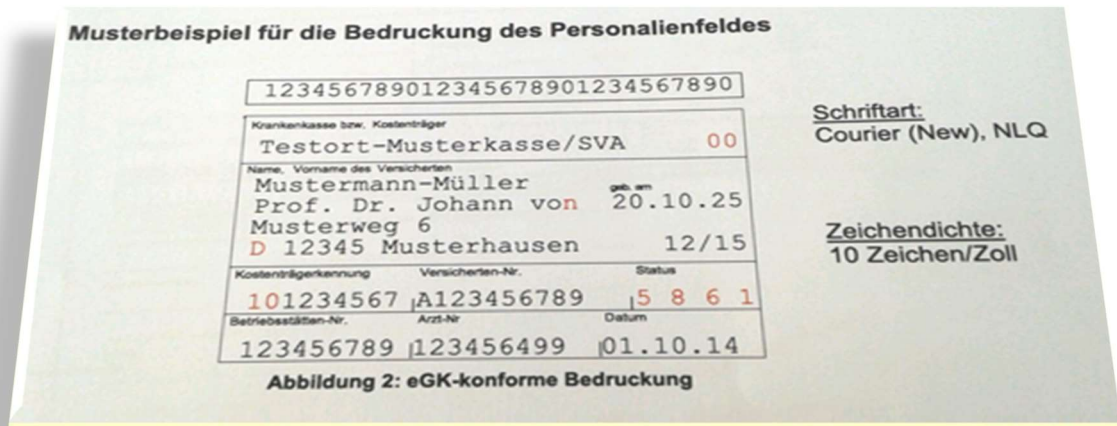 Musterbeispiel für die Bedruckung des Personalienfeldes
123456789012345678901234567890
Krankenkasse bzw. Kostenträger
Testort-Musterkasse/SVA 00
Name, Vorname des Versicherten
Mustermann-Müller geb. am
Prof. Dr. Johann von 20.10.25
Musterweg 6
D 12345 Musterhausen 12/15
Kostenträgerkennung Versicherten-Nr. Status
101234567 A123456789 5 8 6 1
Betriebsstätten-Nr. Arzt-Nr Datum
123456789 123456499 01.10.14
Abbildung 2: eGK-konforme Bedruckung
Schriftart:
Courier (New), NLQ
Zeichendichte:
10 Zeichen/Zoll